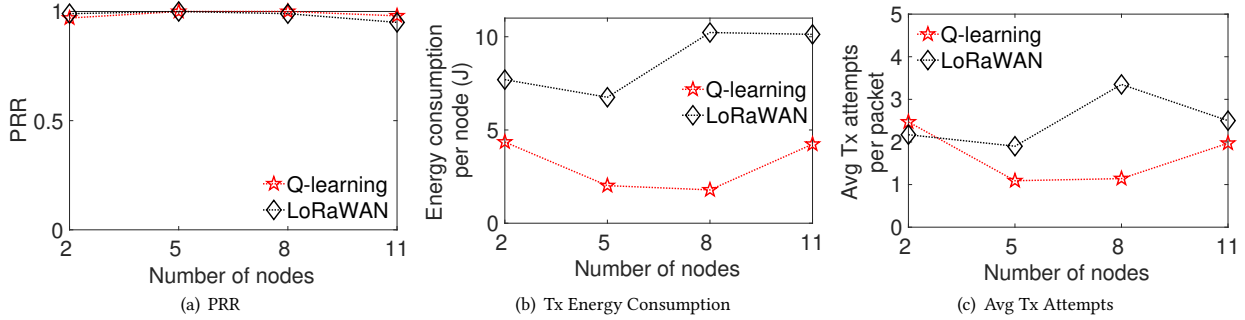 1
0.5
0
PRR
Q-learning
LoRaWAN
2 5 8 11
Number of nodes
(a) PRR
10
5
0
Energy consumption
per node (J)
Q-learning
LoRaWAN
2 5 8 11
Number of nodes
(b) Tx Energy Consumption
5
4
3
2
1
0
Avg Tx attempts
per packet
Q-learning
LoRaWAN
2 5 8 11
Number of nodes
(c) Avg Tx Attempts